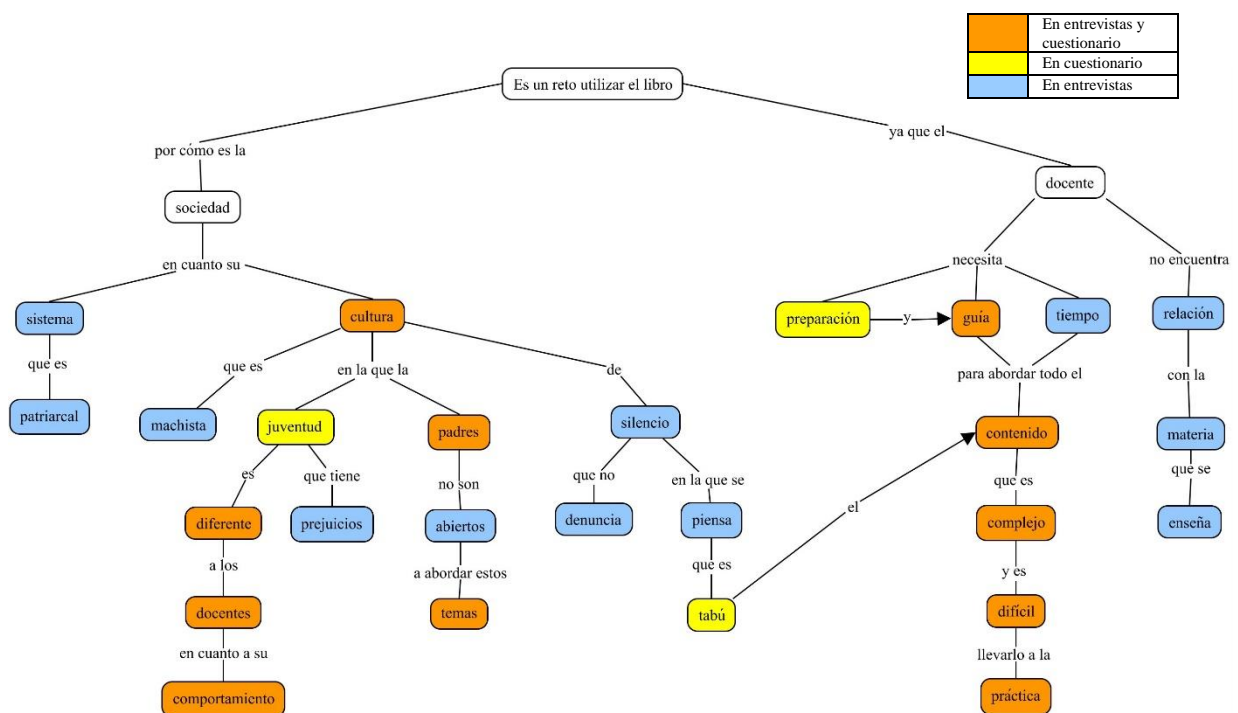 En entrevistas y
cuestionario
En cuestionario
En entrevistas
Es un reto utilizar el libro
por cómo es la
ya que el
sociedad
docente
en cuanto su
necesita
no encuentra
sistema
cultura
preparación
y
guía
tiempo
relación
que es
que es
en la que la
de
para abordar todo el
con la
patriarcal
machista
juventud
padres
silencio
contenido
materia
es
que tiene
no son
que no
en la que se
que es
que se
diferente
prejuicios
abiertos
denuncia
piensa
el
complejo
enseña
a los
a abordar estos
que es
y es
docentes
temas
tabú
difícil
en cuanto a su
llevarlo a la
comportamiento
práctica